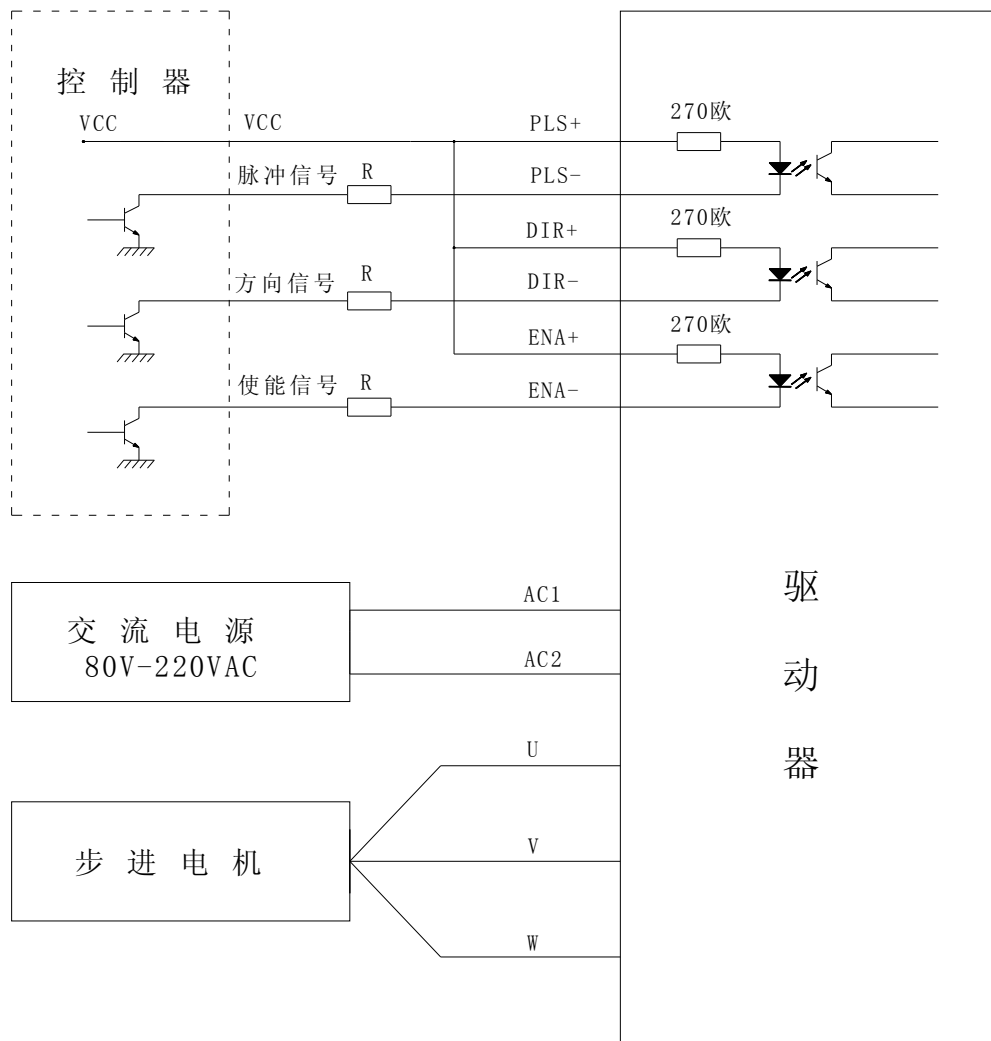 控制器
VCC
VCC
PLS+
270欧
脉冲信号
R
PLS-
DIR+
270欧
方向信号
R
DIR-
ENA+
270欧
使能信号
R
ENA-
交流电源
80V-220VAC
AC1
AC2
驱动器
步进电机
U
V
W